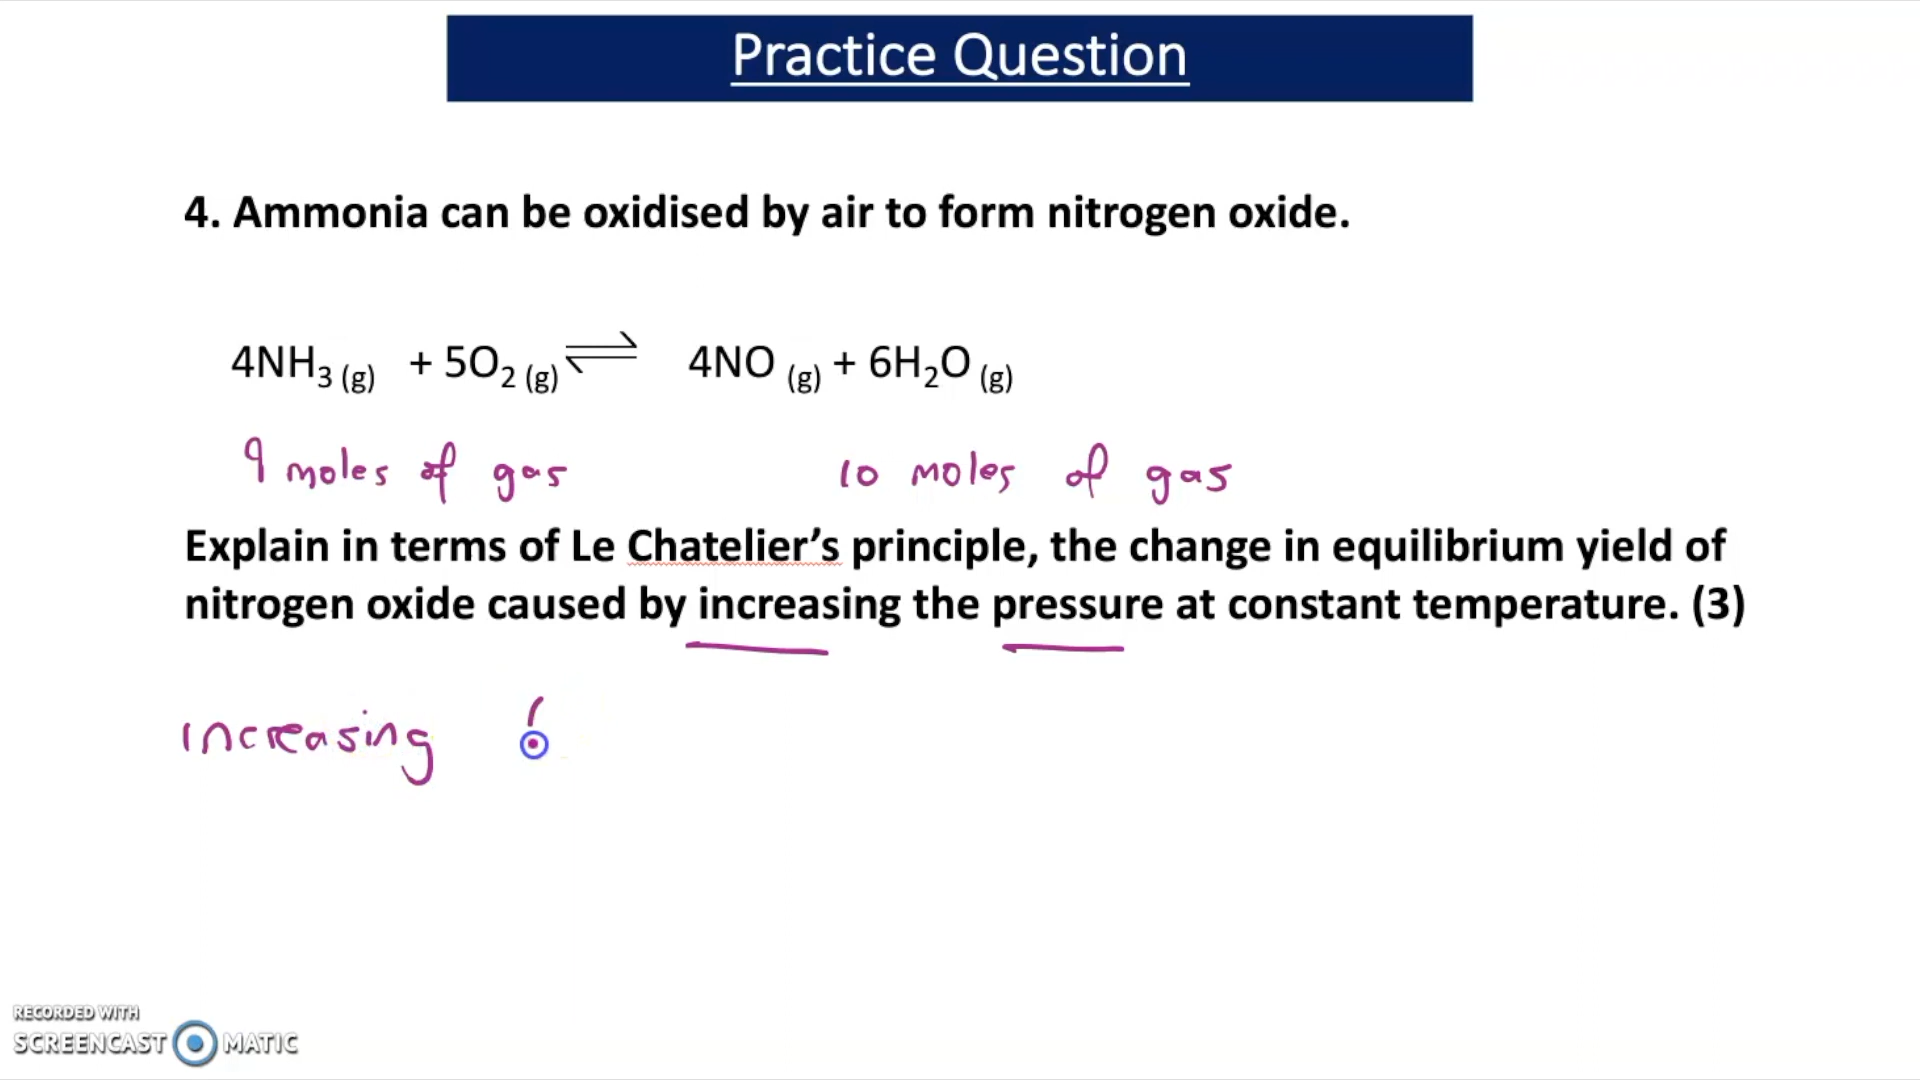 Practice Question
4. Ammonia can be oxidised by air to form nitrogen oxide.
4NH₃ (g) + 5O₂ (g) ⇌ 4NO (g) + 6H₂O (g)
9 moles of gas 10 moles of gas
Explain in terms of Le Chatelier’s principle, the change in equilibrium yield of
nitrogen oxide caused by increasing the pressure at constant temperature. (3)
increasing
RECORDED WITH
SCREENCAST MATIC